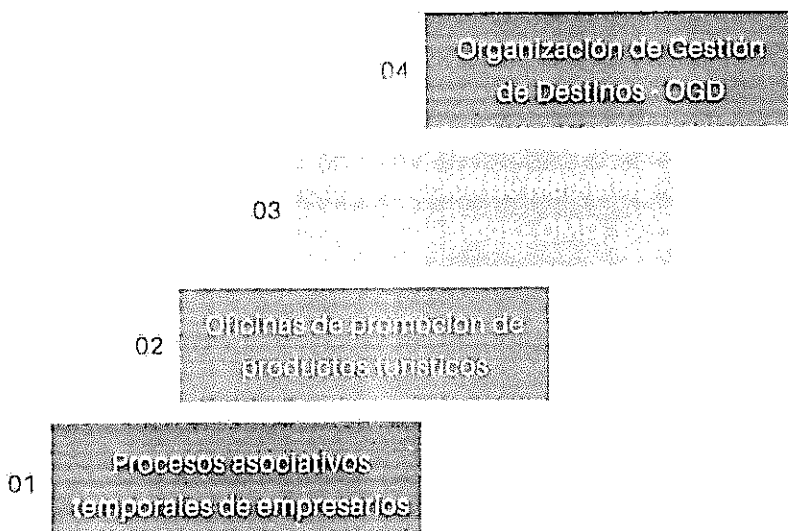 04
Organización de Gestión
de Destinos - OGD
03
02
Oficinas de promoción de
productos turísticos
01
Procesos asociativos
temporales de empresarios